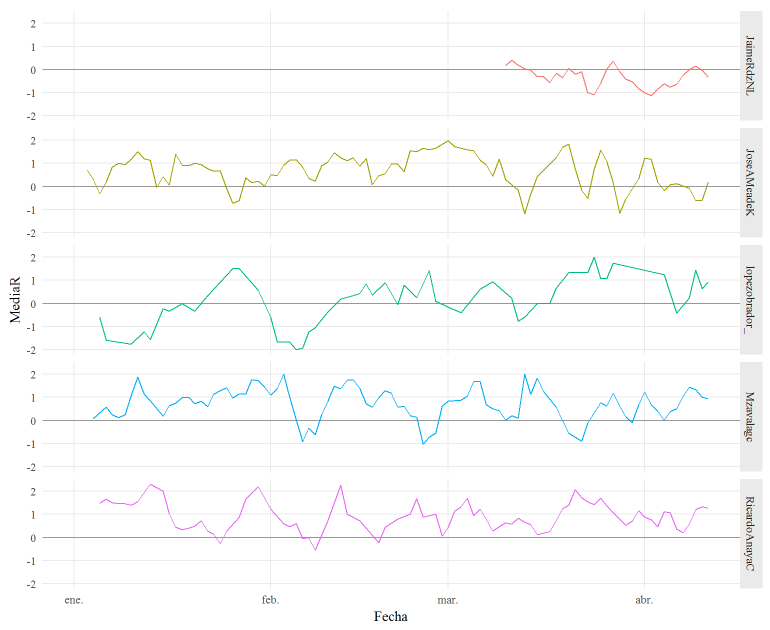 2
1
0
-1
-2
JaimeRdzNL
2
1
0
-1
-2
JoseAMeadeK
2
1
0
-1
-2
lopezobrador_
2
1
0
-1
-2
Mzavalagc
2
1
0
-1
-2
RicardoAnayaC
MediaR
ene.
feb.
mar.
abr.
Fecha